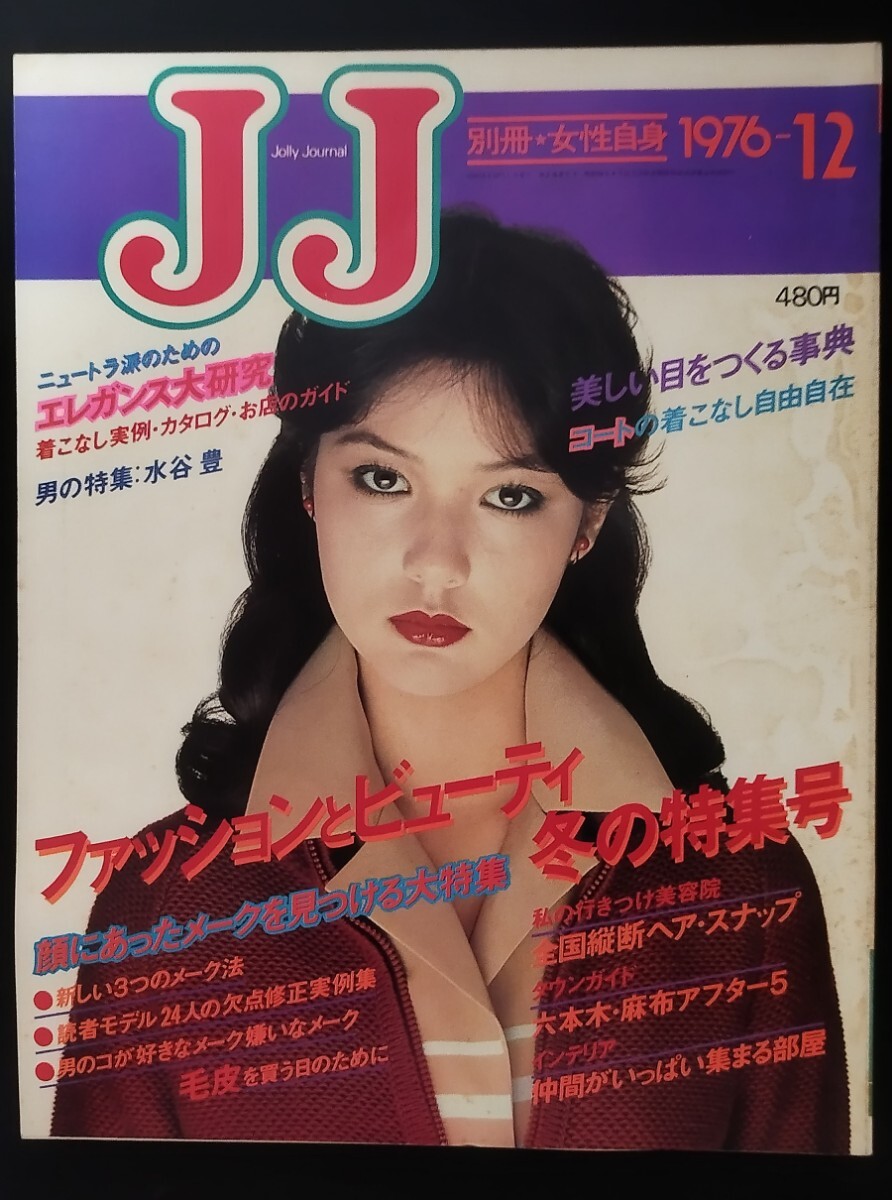 JJ
Jolly Journal
別冊★女性自身 1976-12
480円
ニュートラ派のための
エレガンス大研究
着こなし実例・カタログ・お店のガイド
男の特集：水谷 豊
美しい目をつくる事典
コートの着こなし自由自在
ファッションとビューティ 冬の特集号
顔にあったメークを見つける大特集
●新しい3つのメーク法
●読者モデル24人の欠点修正実例集
●男のコが好きなメーク嫌いなメーク
毛皮を買う日のために
私の行きつけ美容院
全国縦断ヘア・スナップ
タウンガイド
六本木・麻布アフター5
インテリア
仲間がいっぱい集まる部屋